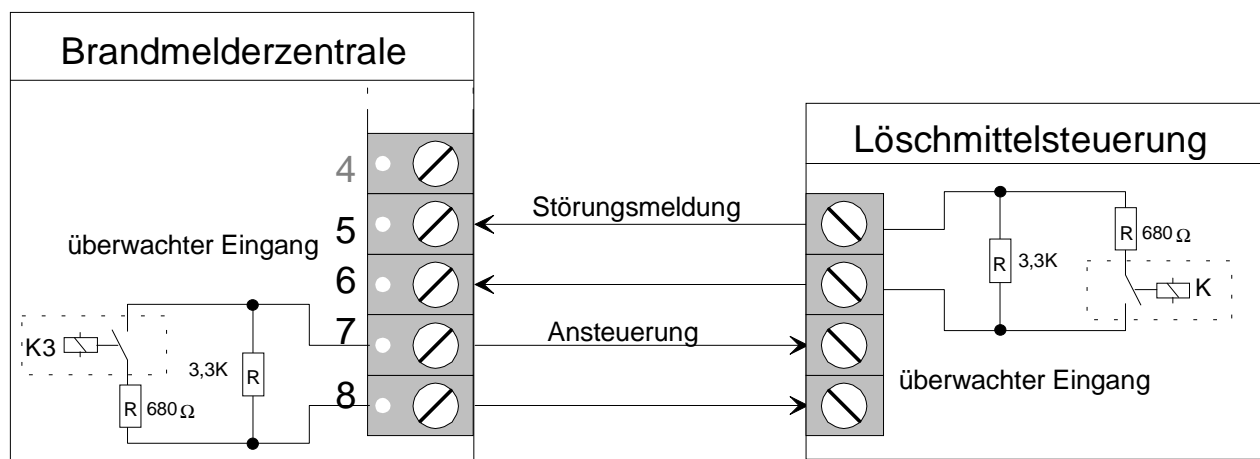 Brandmelderzentrale
4
5
6
7
8
überwachter Eingang
K3
3,3K
R
R
680 Ω
Störungsmeldung
Ansteuerung
Löschmittelsteuerung
R
3,3K
R
680 Ω
K
überwachter Eingang